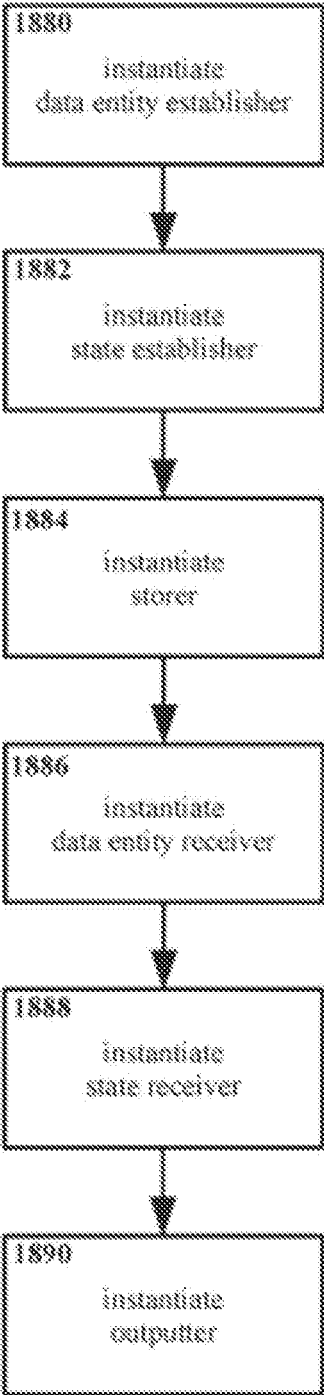 1880
instantiate
data entity establisher
1882
instantiate
state establisher
1884
instantiate
storer
1886
instantiate
data entity receiver
1888
instantiate
state receiver
1890
instantiate
outputter